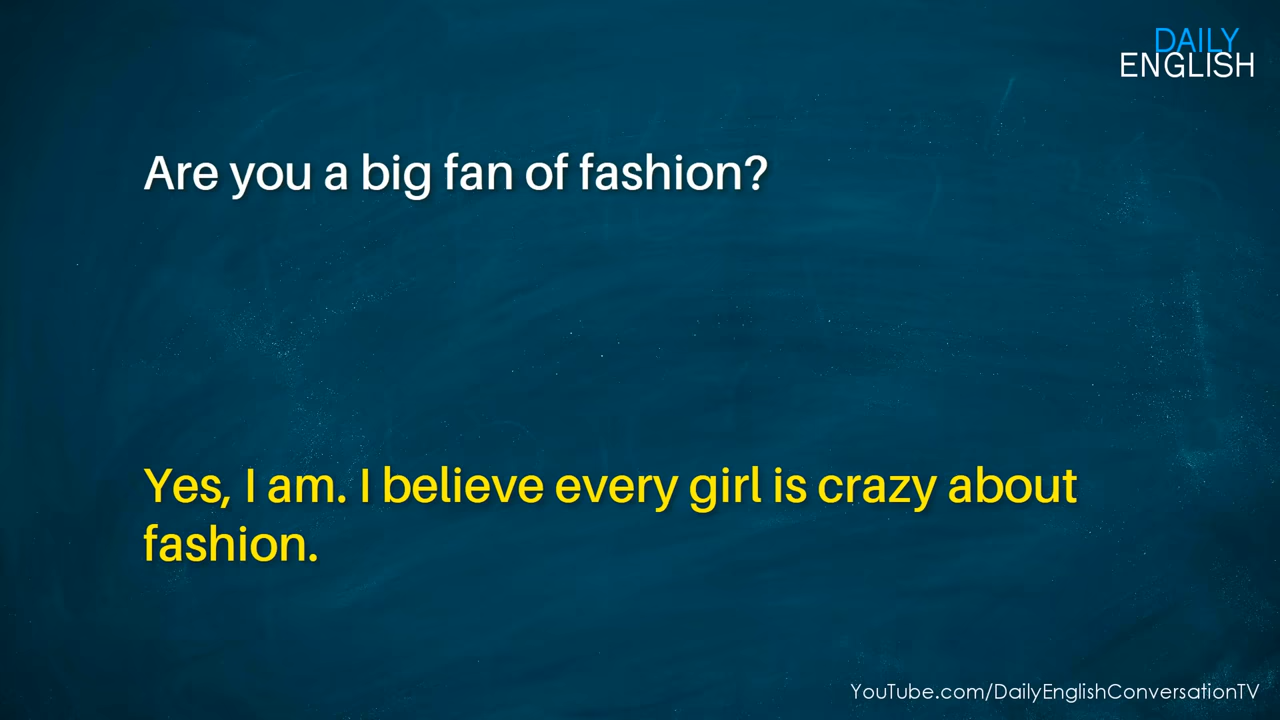 DAILY
ENGLISH
Are you a big fan of fashion?
Yes, I am. I believe every girl is crazy about
fashion.
YouTube.com/DailyEnglishConversationTV